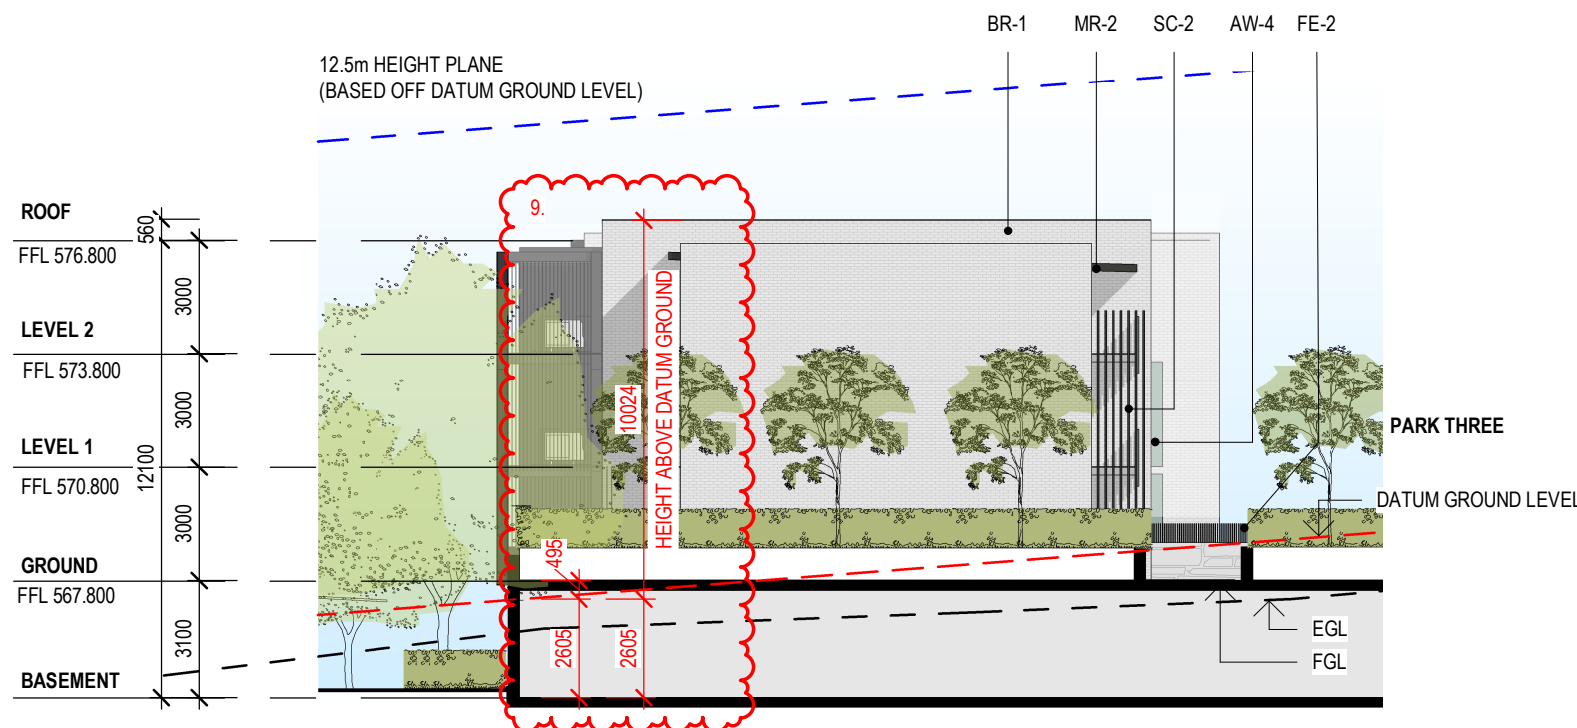 BR-1 MR-2 SC-2 AW-4 FE-2
12.5m HEIGHT PLANE
(BASED OFF DATUM GROUND LEVEL)
9.
ROOF
560
FFL 576.800
3000
LEVEL 2
FFL 573.800
3000
10024
HEIGHT ABOVE DATUM GROUND
PARK THREE
LEVEL 1
12100
FFL 570.800
DATUM GROUND LEVEL
3000
495
GROUND
FFL 567.800
3100
2605
2605
EGL
FGL
BASEMENT